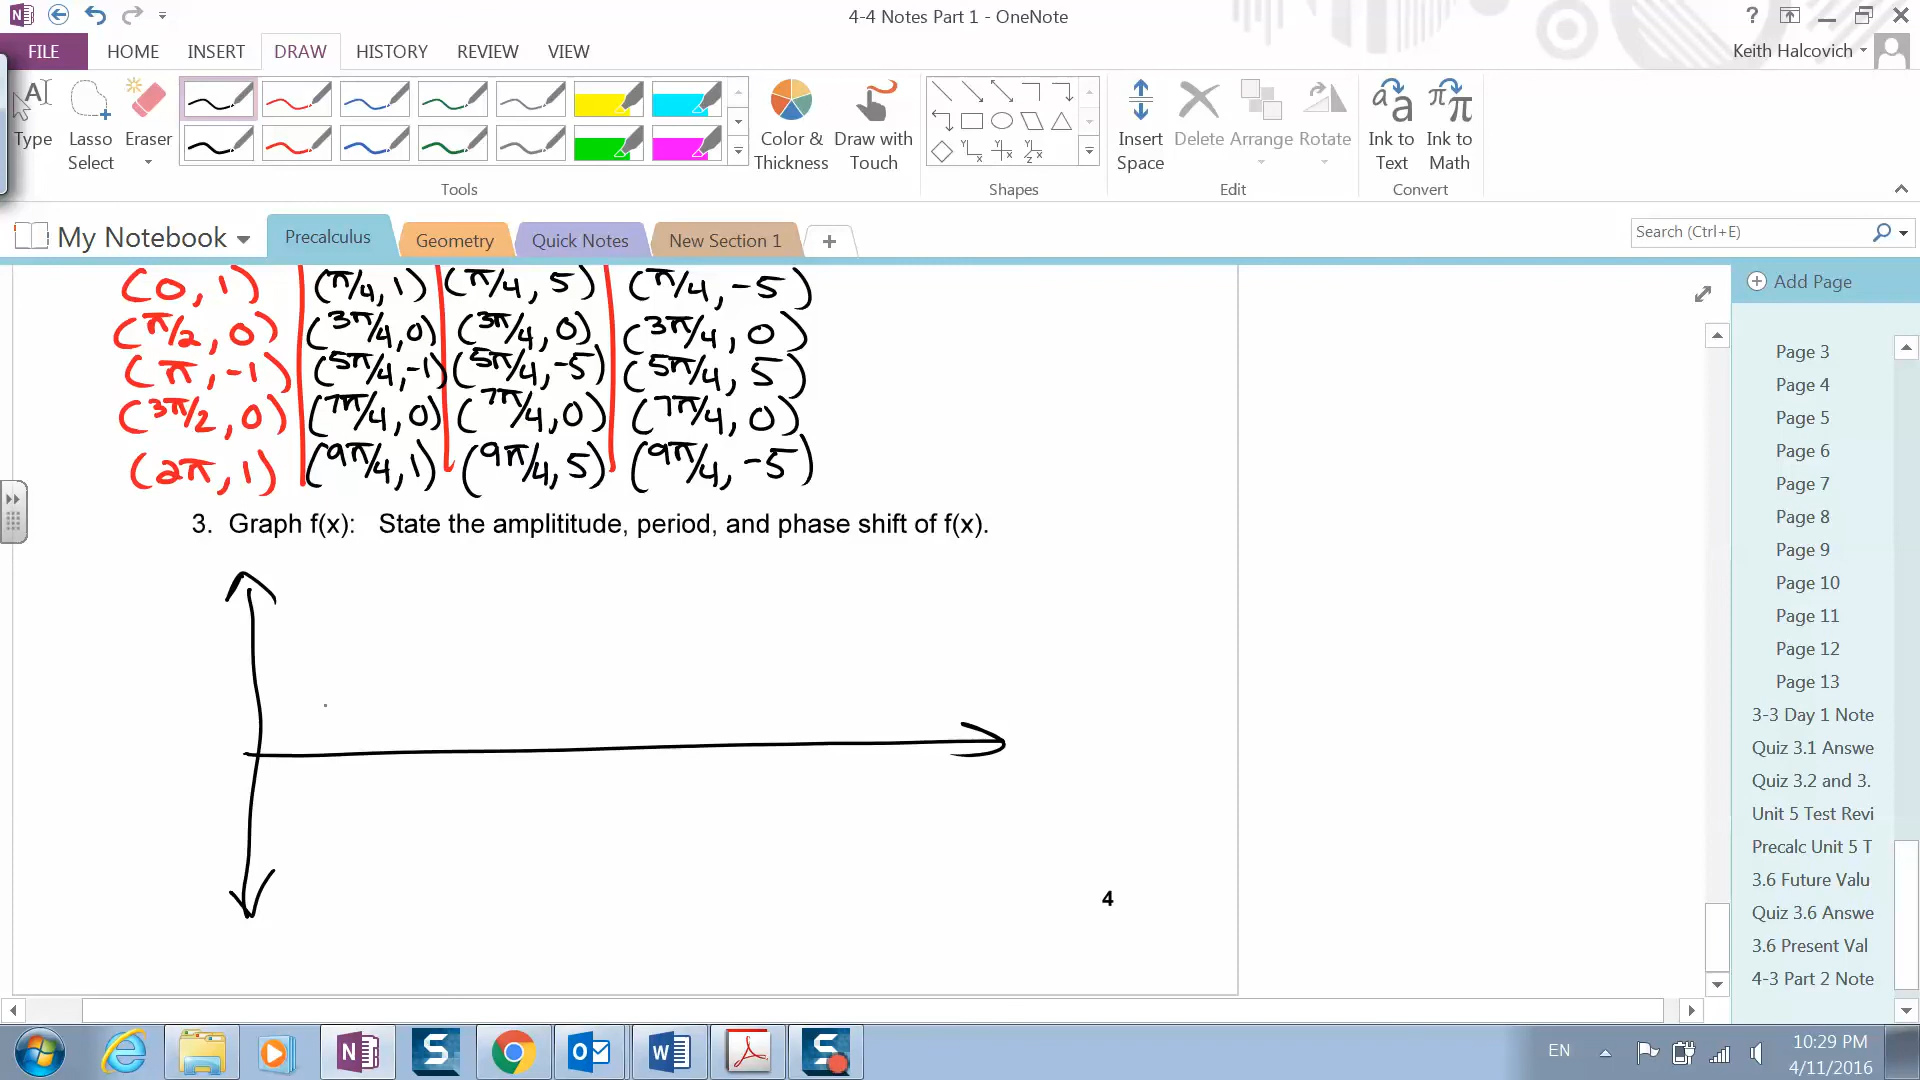 4-4 Notes Part 1 - OneNote
?
FILE HOME INSERT DRAW HISTORY REVIEW VIEW
Keith Halcovich
Type
Lasso Select
Eraser
Color & Thickness
Draw with Touch
Insert Space
Delete Arrange Rotate
Ink to Text
Ink to Math
Tools Shapes Edit Convert
My Notebook Precalculus Geometry Quick Notes New Section 1
Search (Ctrl+E)
Add Page
(0, 1) (π/4, 1) (π/4, 5) (π/4, -5)
(π/2, 0) (3π/4, 0) (3π/4, 0) (3π/4, 0)
(π, -1) (5π/4, -1) (5π/4, -5) (5π/4, 5)
(3π/2, 0) (7π/4, 0) (7π/4, 0) (7π/4, 0)
(2π, 1) (9π/4, 1) (9π/4, 5) (9π/4, -5)
3. Graph f(x): State the amplititude, period, and phase shift of f(x).
4
Page 3
Page 4
Page 5
Page 6
Page 7
Page 8
Page 9
Page 10
Page 11
Page 12
Page 13
3-3 Day 1 Note
Quiz 3.1 Answe
Quiz 3.2 and 3.
Unit 5 Test Revi
Precalc Unit 5 T
3.6 Future Valu
Quiz 3.6 Answe
3.6 Present Val
4-3 Part 2 Note
EN
10:29 PM
4/11/2016